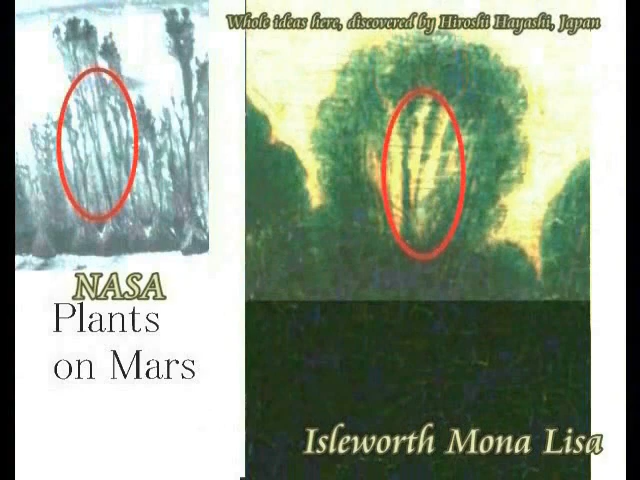 Whole ideas here, discovered by Hiroshi Hayashi, Japan
NASA
Plants
on Mars
Isleworth Mona Lisa